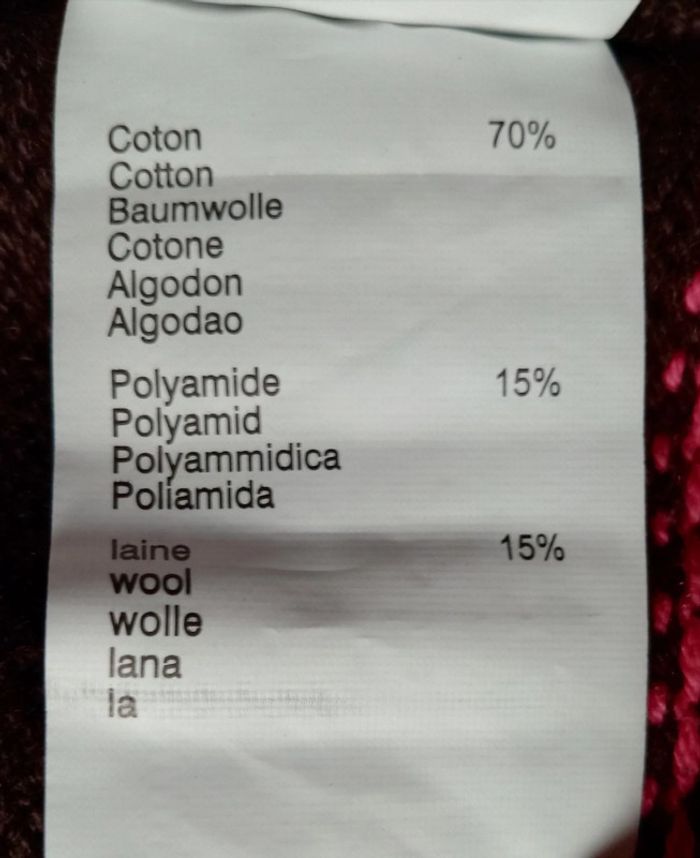 Coton 70%
Cotton
Baumwolle
Cotone
Algodon
Algodao
Polyamide 15%
Polyamid
Polyammidica
Poliamida
laine 15%
wool
wolle
lana
la